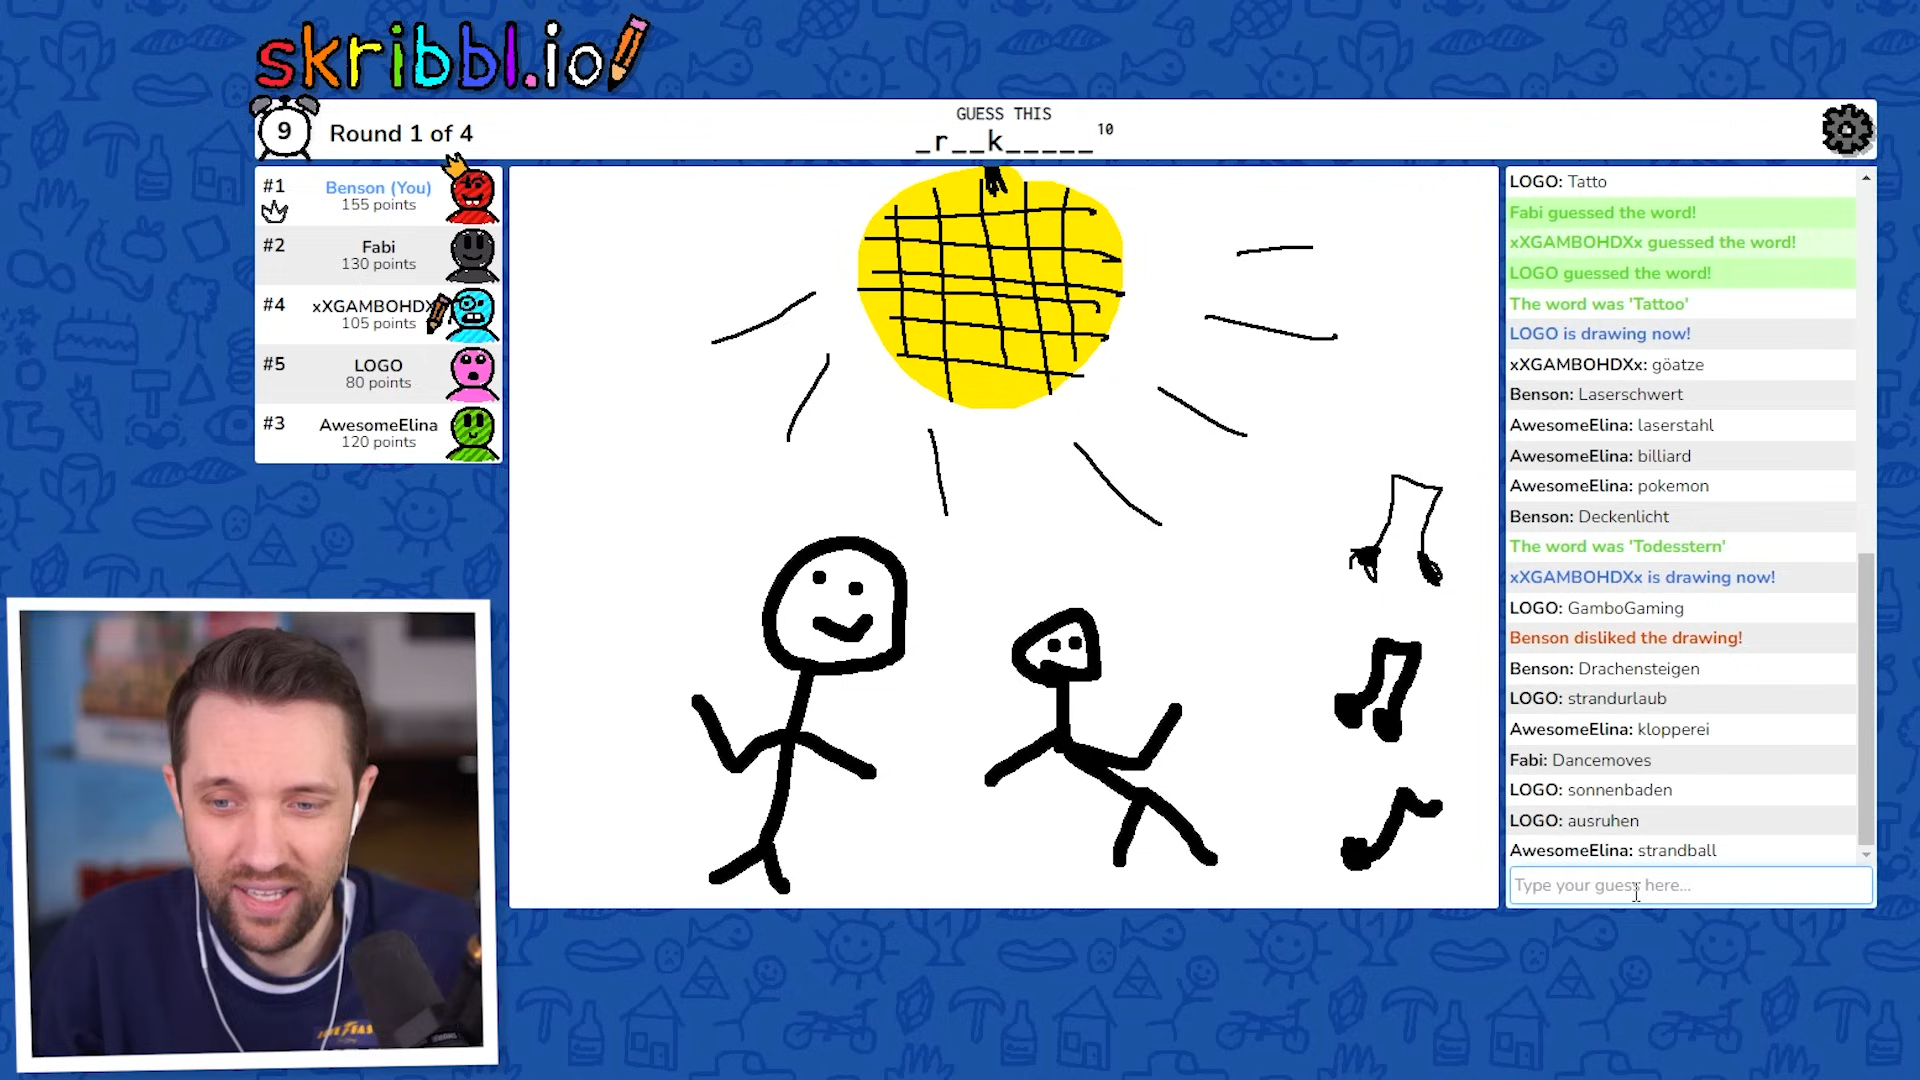 skribbl.io
9
Round 1 of 4
GUESS THIS
_r__k_____ 10
#1
Benson (You)
155 points
#2
Fabi
130 points
#4
xXGAMBOHDX
105 points
#5
LOGO
80 points
#3
AwesomeElina
120 points
LOGO: Tatto
Fabi guessed the word!
xXGAMBOHDXx guessed the word!
LOGO guessed the word!
The word was 'Tattoo'
LOGO is drawing now!
xXGAMBOHDXx: göatze
Benson: Laserschwert
AwesomeElina: laserstahl
AwesomeElina: billiard
AwesomeElina: pokemon
Benson: Deckenlicht
The word was 'Todesstern'
xXGAMBOHDXx is drawing now!
LOGO: GamboGaming
Benson disliked the drawing!
Benson: Drachensteigen
LOGO: strandurlaub
AwesomeElina: klopperei
Fabi: Dancemoves
LOGO: sonnenbaden
LOGO: ausruhen
AwesomeElina: strandball
Type your guess here...